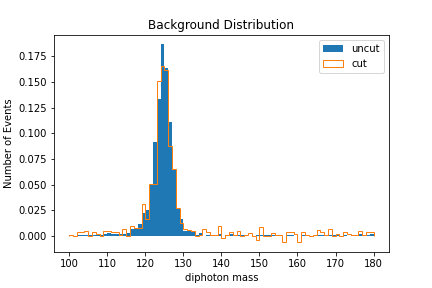 Background Distribution
uncut
cut
Number of Events
0.175
0.150
0.125
0.100
0.075
0.050
0.025
0.000
100 110 120 130 140 150 160 170 180
diphoton mass